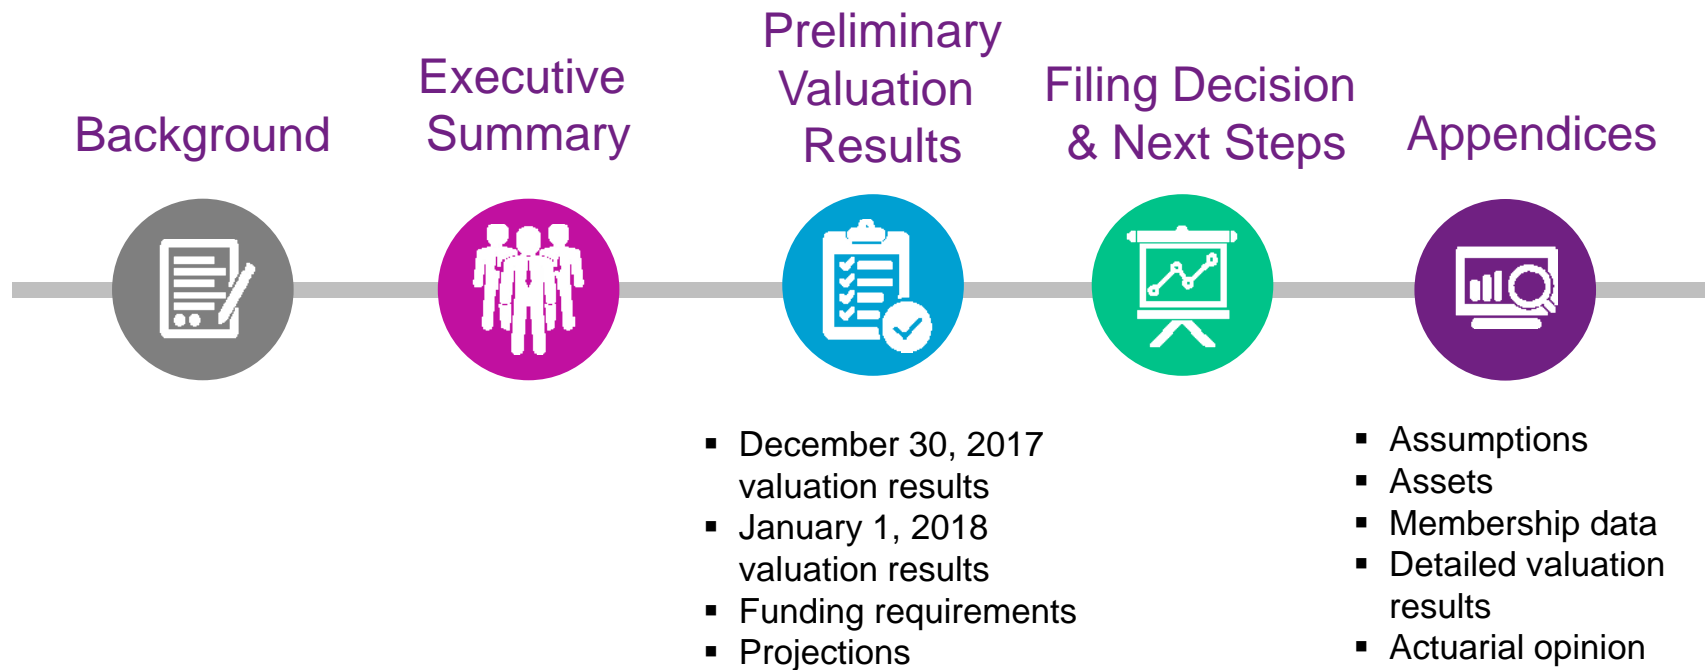 Background
Executive
Summary
Preliminary
Valuation
Results
Filing Decision
& Next Steps
Appendices
▪ December 30, 2017
valuation results
▪ January 1, 2018
valuation results
▪ Funding requirements
▪ Projections
▪ Assumptions
▪ Assets
▪ Membership data
▪ Detailed valuation
results
▪ Actuarial opinion